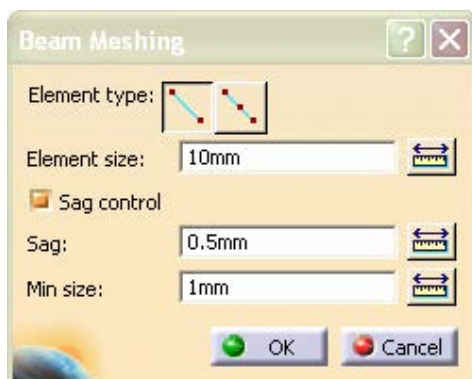 Beam Meshing
Element type:
Element size: 10mm
Sag control
Sag: 0.5mm
Min size: 1mm
OK Cancel